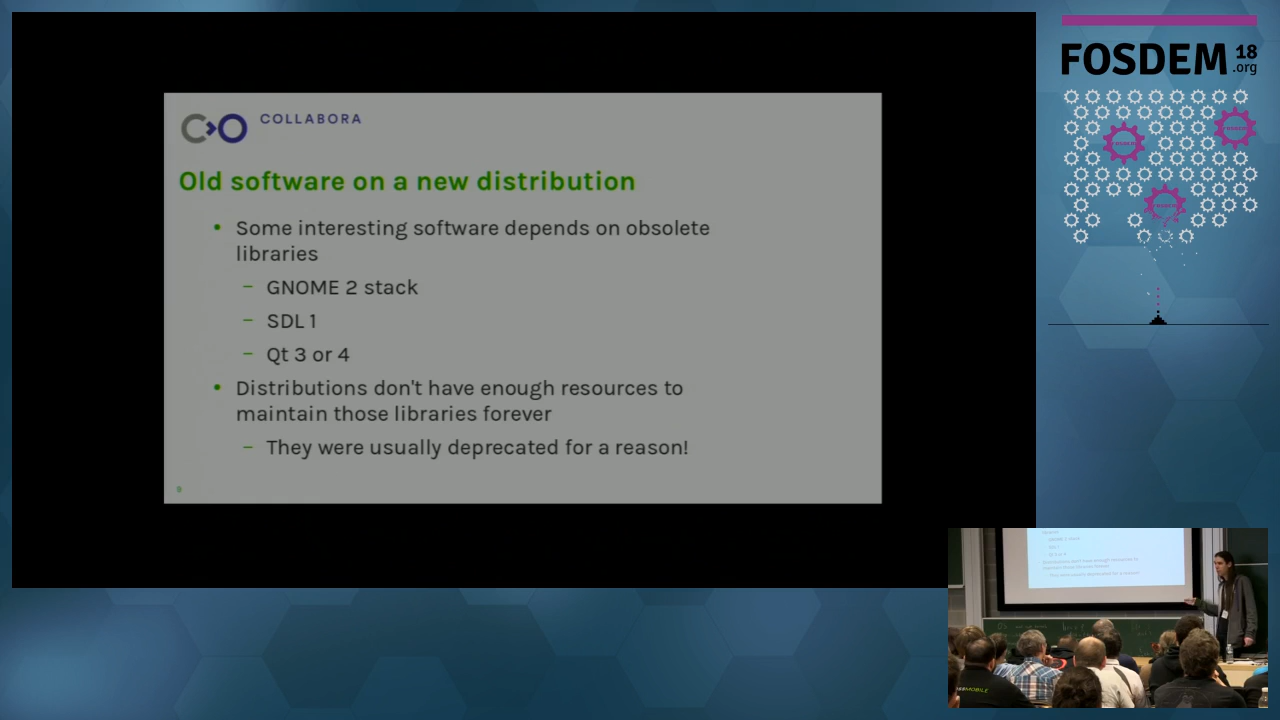 COLLABORA
Old software on a new distribution
• Some interesting software depends on obsolete
libraries
– GNOME 2 stack
– SDL 1
– Qt 3 or 4
• Distributions don't have enough resources to
maintain those libraries forever
– They were usually deprecated for a reason!
9
FOSDEM 18
.org